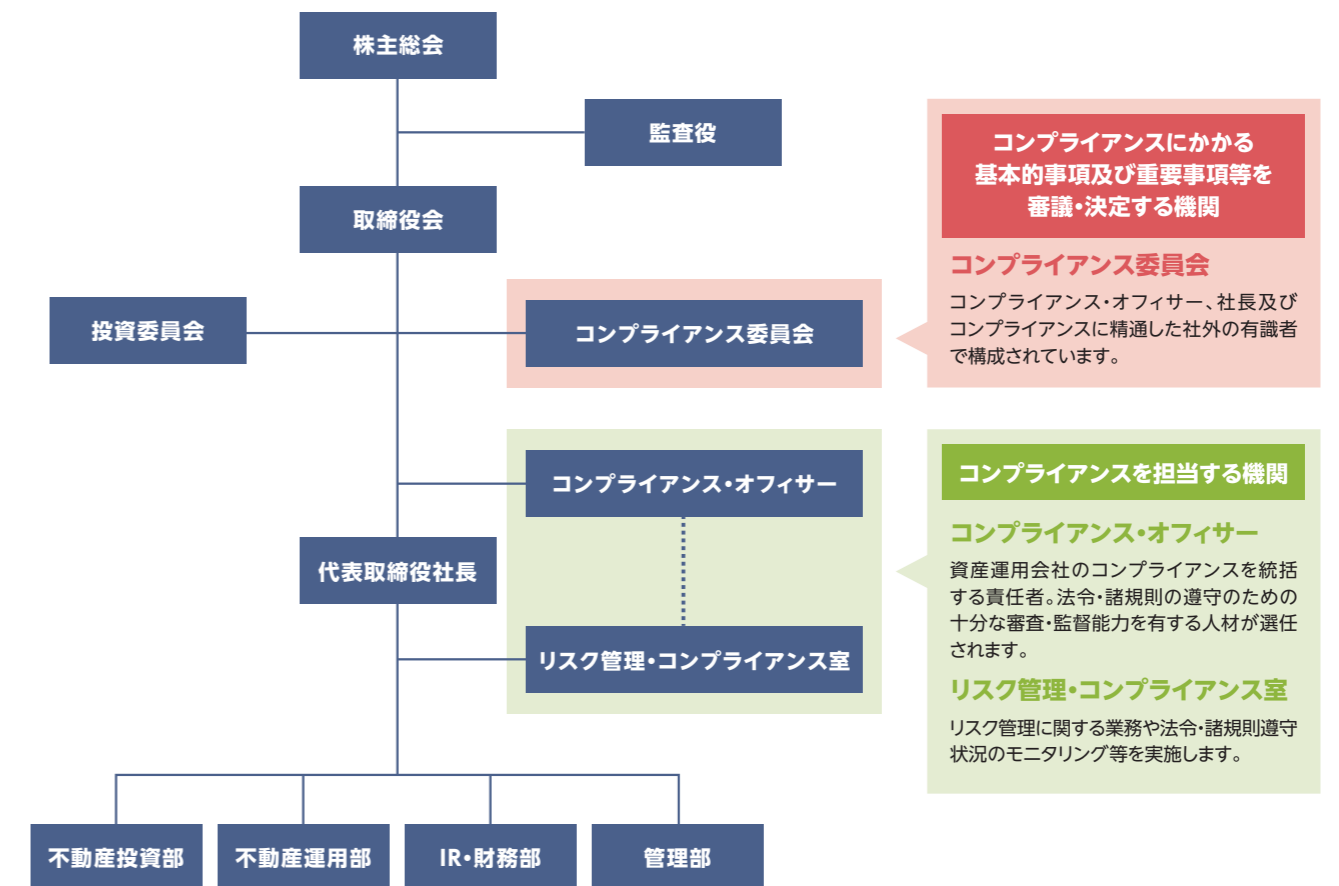 株主総会
監査役
取締役会
投資委員会
コンプライアンス委員会
コンプライアンス・オフィサー
代表取締役社長
リスク管理・コンプライアンス室
不動産投資部
不動産運用部
IR・財務部
管理部
コンプライアンスにかかる
基本的事項及び重要事項等を
審議・決定する機関
コンプライアンス委員会
コンプライアンス・オフィサー、社長及び
コンプライアンスに精通した社外の有識者
で構成されています。
コンプライアンスを担当する機関
コンプライアンス・オフィサー
資産運用会社のコンプライアンスを統括
する責任者。法令・諸規則の遵守のための
十分な審査・監督能力を有する人材が選任
されます。
リスク管理・コンプライアンス室
リスク管理に関する業務や法令・諸規則遵守
状況のモニタリング等を実施します。